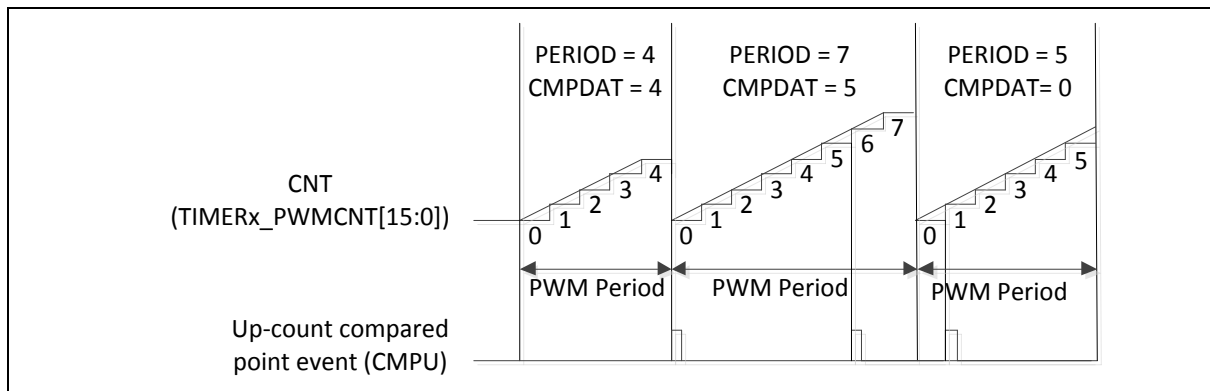 PERIOD = 4
CMPDAT = 4
PERIOD = 7
CMPDAT = 5
PERIOD = 5
CMPDAT= 0
CNT
(TIMERx_PWMCNT[15:0])
0 1 2 3 4
0 1 2 3 4 5 6 7
0 1 2 3 4 5
PWM Period
PWM Period
PWM Period
Up-count compared
point event (CMPU)